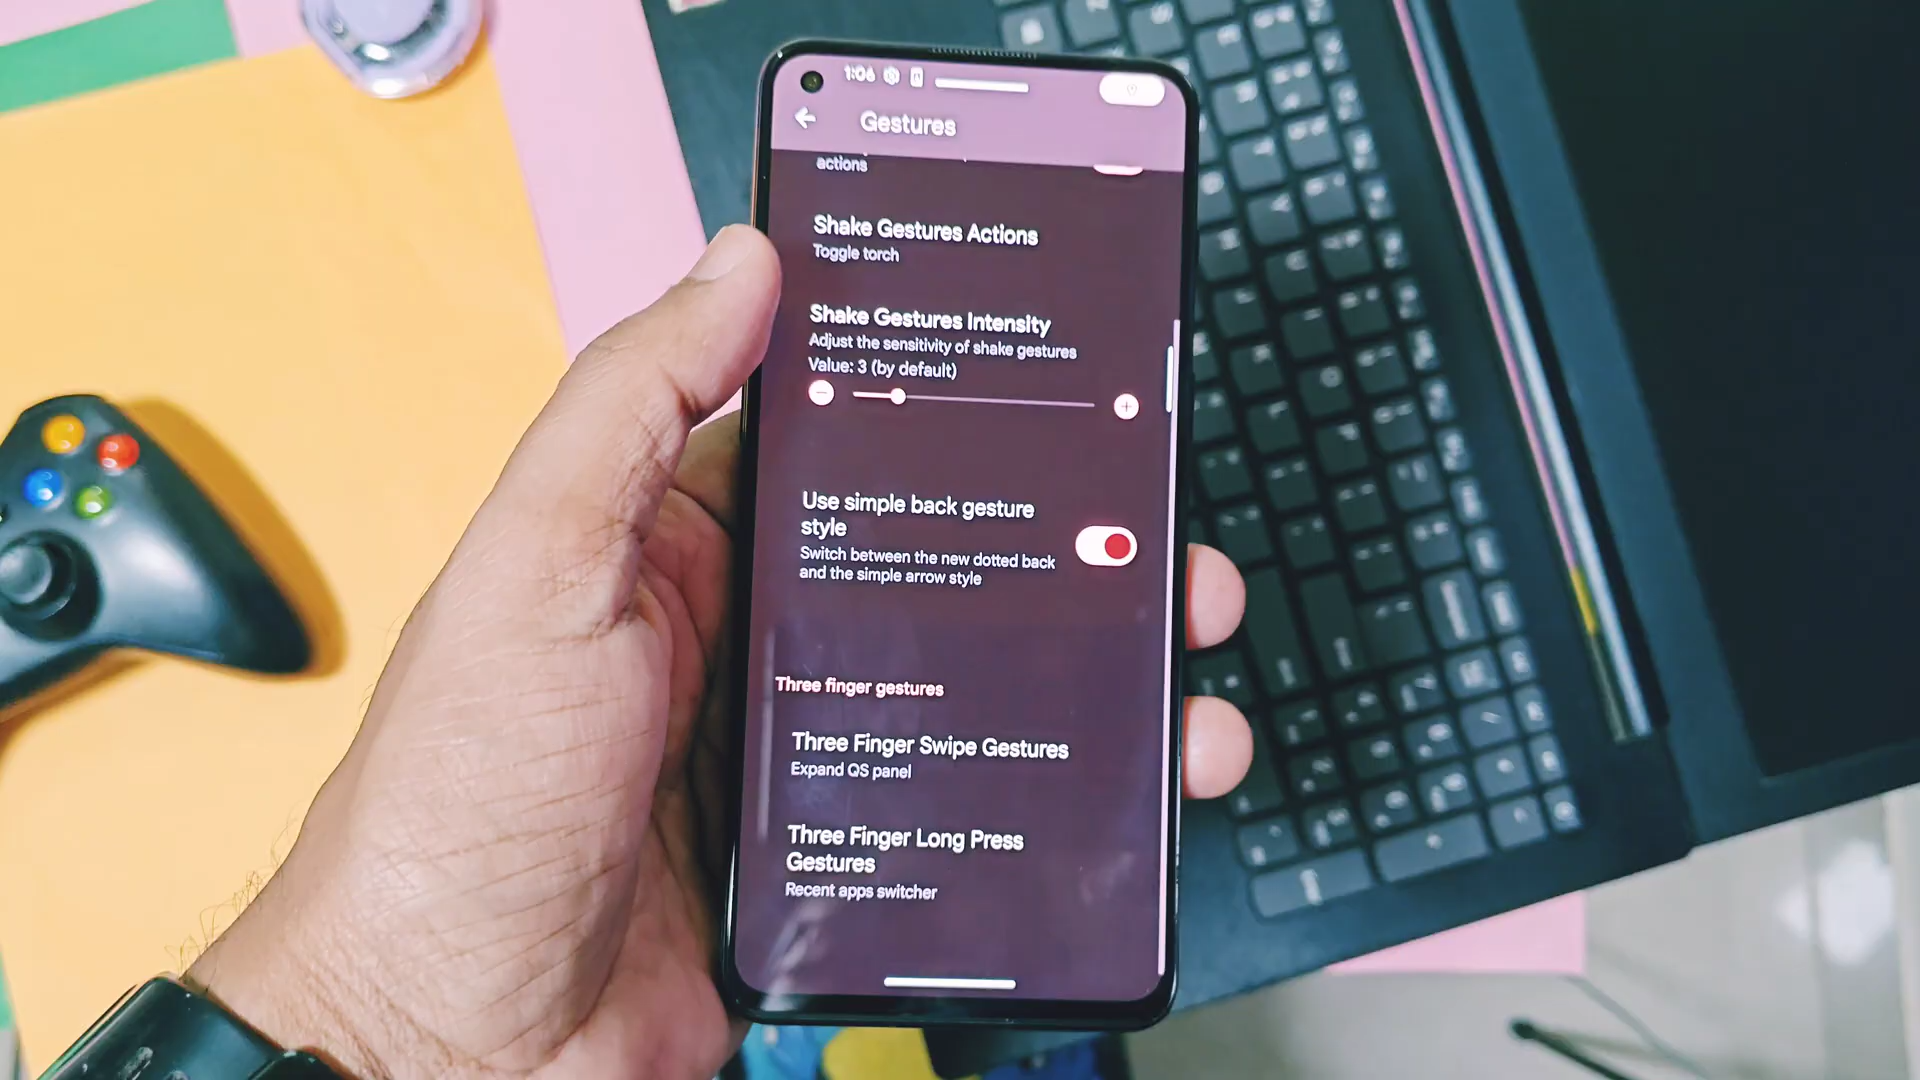 1:06
Gestures
actions
Shake Gestures Actions
Toggle torch
Shake Gestures Intensity
Adjust the sensitivity of shake gestures
Value: 3 (by default)
Use simple back gesture
style
Switch between the new dotted back
and the simple arrow style
Three finger gestures
Three Finger Swipe Gestures
Expand QS panel
Three Finger Long Press
Gestures
Recent apps switcher